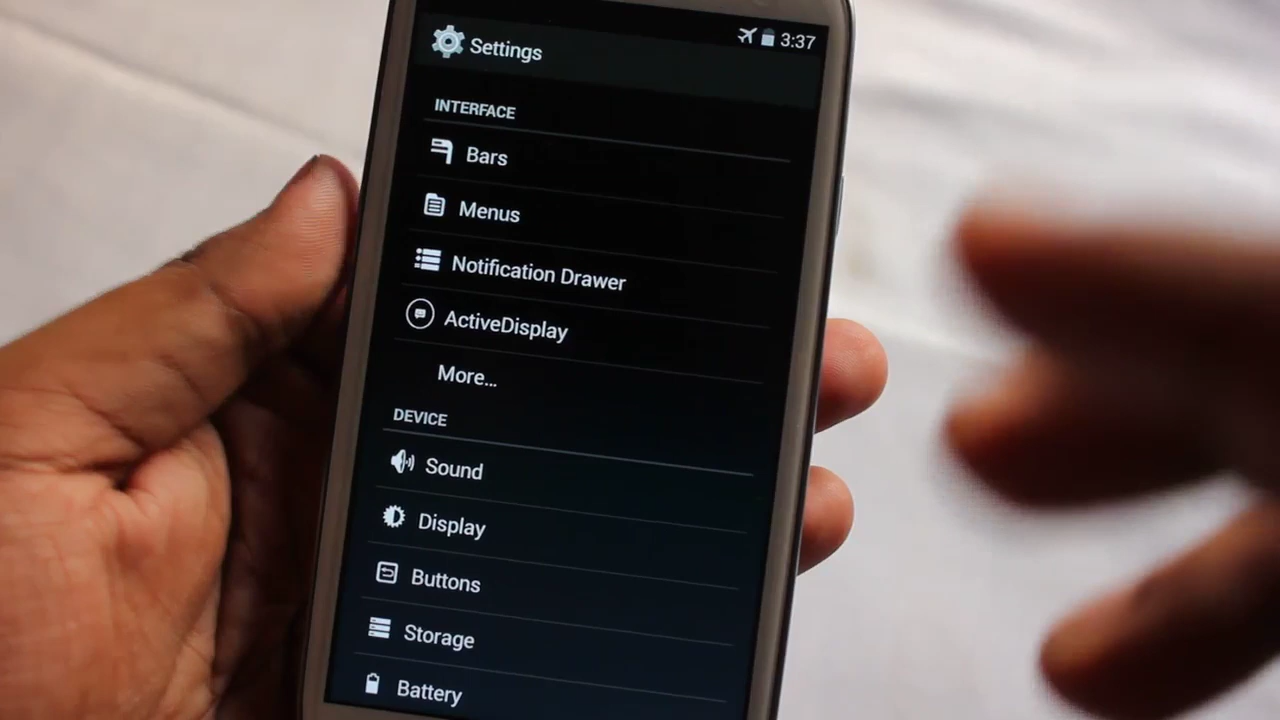 Settings
3:37
INTERFACE
Bars
Menus
Notification Drawer
ActiveDisplay
More...
DEVICE
Sound
Display
Buttons
Storage
Battery